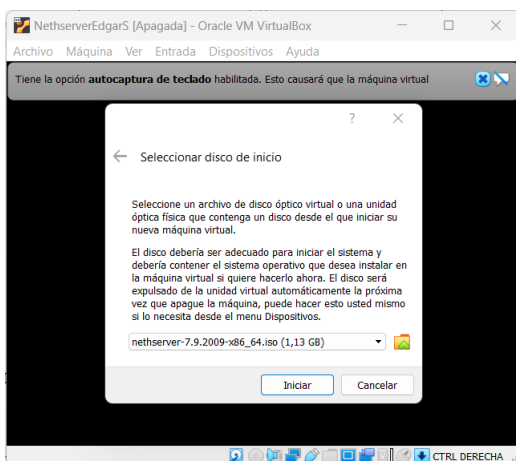 NethserverEdgarS [Apagada] - Oracle VM VirtualBox
Archivo Máquina Ver Entrada Dispositivos Ayuda
Tiene la opción autocaptura de teclado habilitada. Esto causará que la máquina virtual
?
Seleccionar disco de inicio
Seleccione un archivo de disco óptico virtual o una unidad
óptica física que contenga un disco desde el que iniciar su
nueva máquina virtual.
El disco debería ser adecuado para iniciar el sistema y
debería contener el sistema operativo que desea instalar en
la máquina virtual si quiere hacerlo ahora. El disco será
expulsado de la unidad virtual automáticamente la próxima
vez que apague la máquina, puede hacer esto usted mismo
si lo necesita desde el menu Dispositivos.
nethserver-7.9.2009-x86_64.iso (1,13 GB)
Iniciar Cancelar
CTRL DERECHA